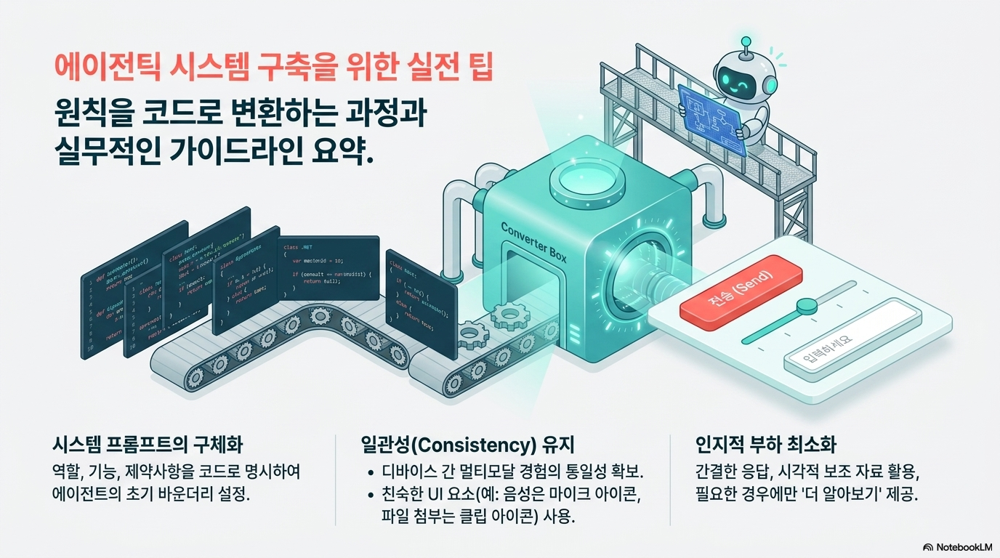 에이전틱 시스템 구축을 위한 실전 팁
원칙을 코드로 변환하는 과정과
실무적인 가이드라인 요약.
class .NET
{
if (
return null;
}
Converter Box
전송 (Send)
입력하세요
시스템 프롬프트의 구체화
역할, 기능, 제약사항을 코드로 명시하여
에이전트의 초기 바운더리 설정.
일관성(Consistency) 유지
• 디바이스 간 멀티모달 경험의 통일성 확보.
• 친숙한 UI 요소(예: 음성은 마이크 아이콘,
파일 첨부는 클립 아이콘) 사용.
인지적 부하 최소화
간결한 응답, 시각적 보조 자료 활용,
필요한 경우에만 '더 알아보기' 제공.
NotebookLM